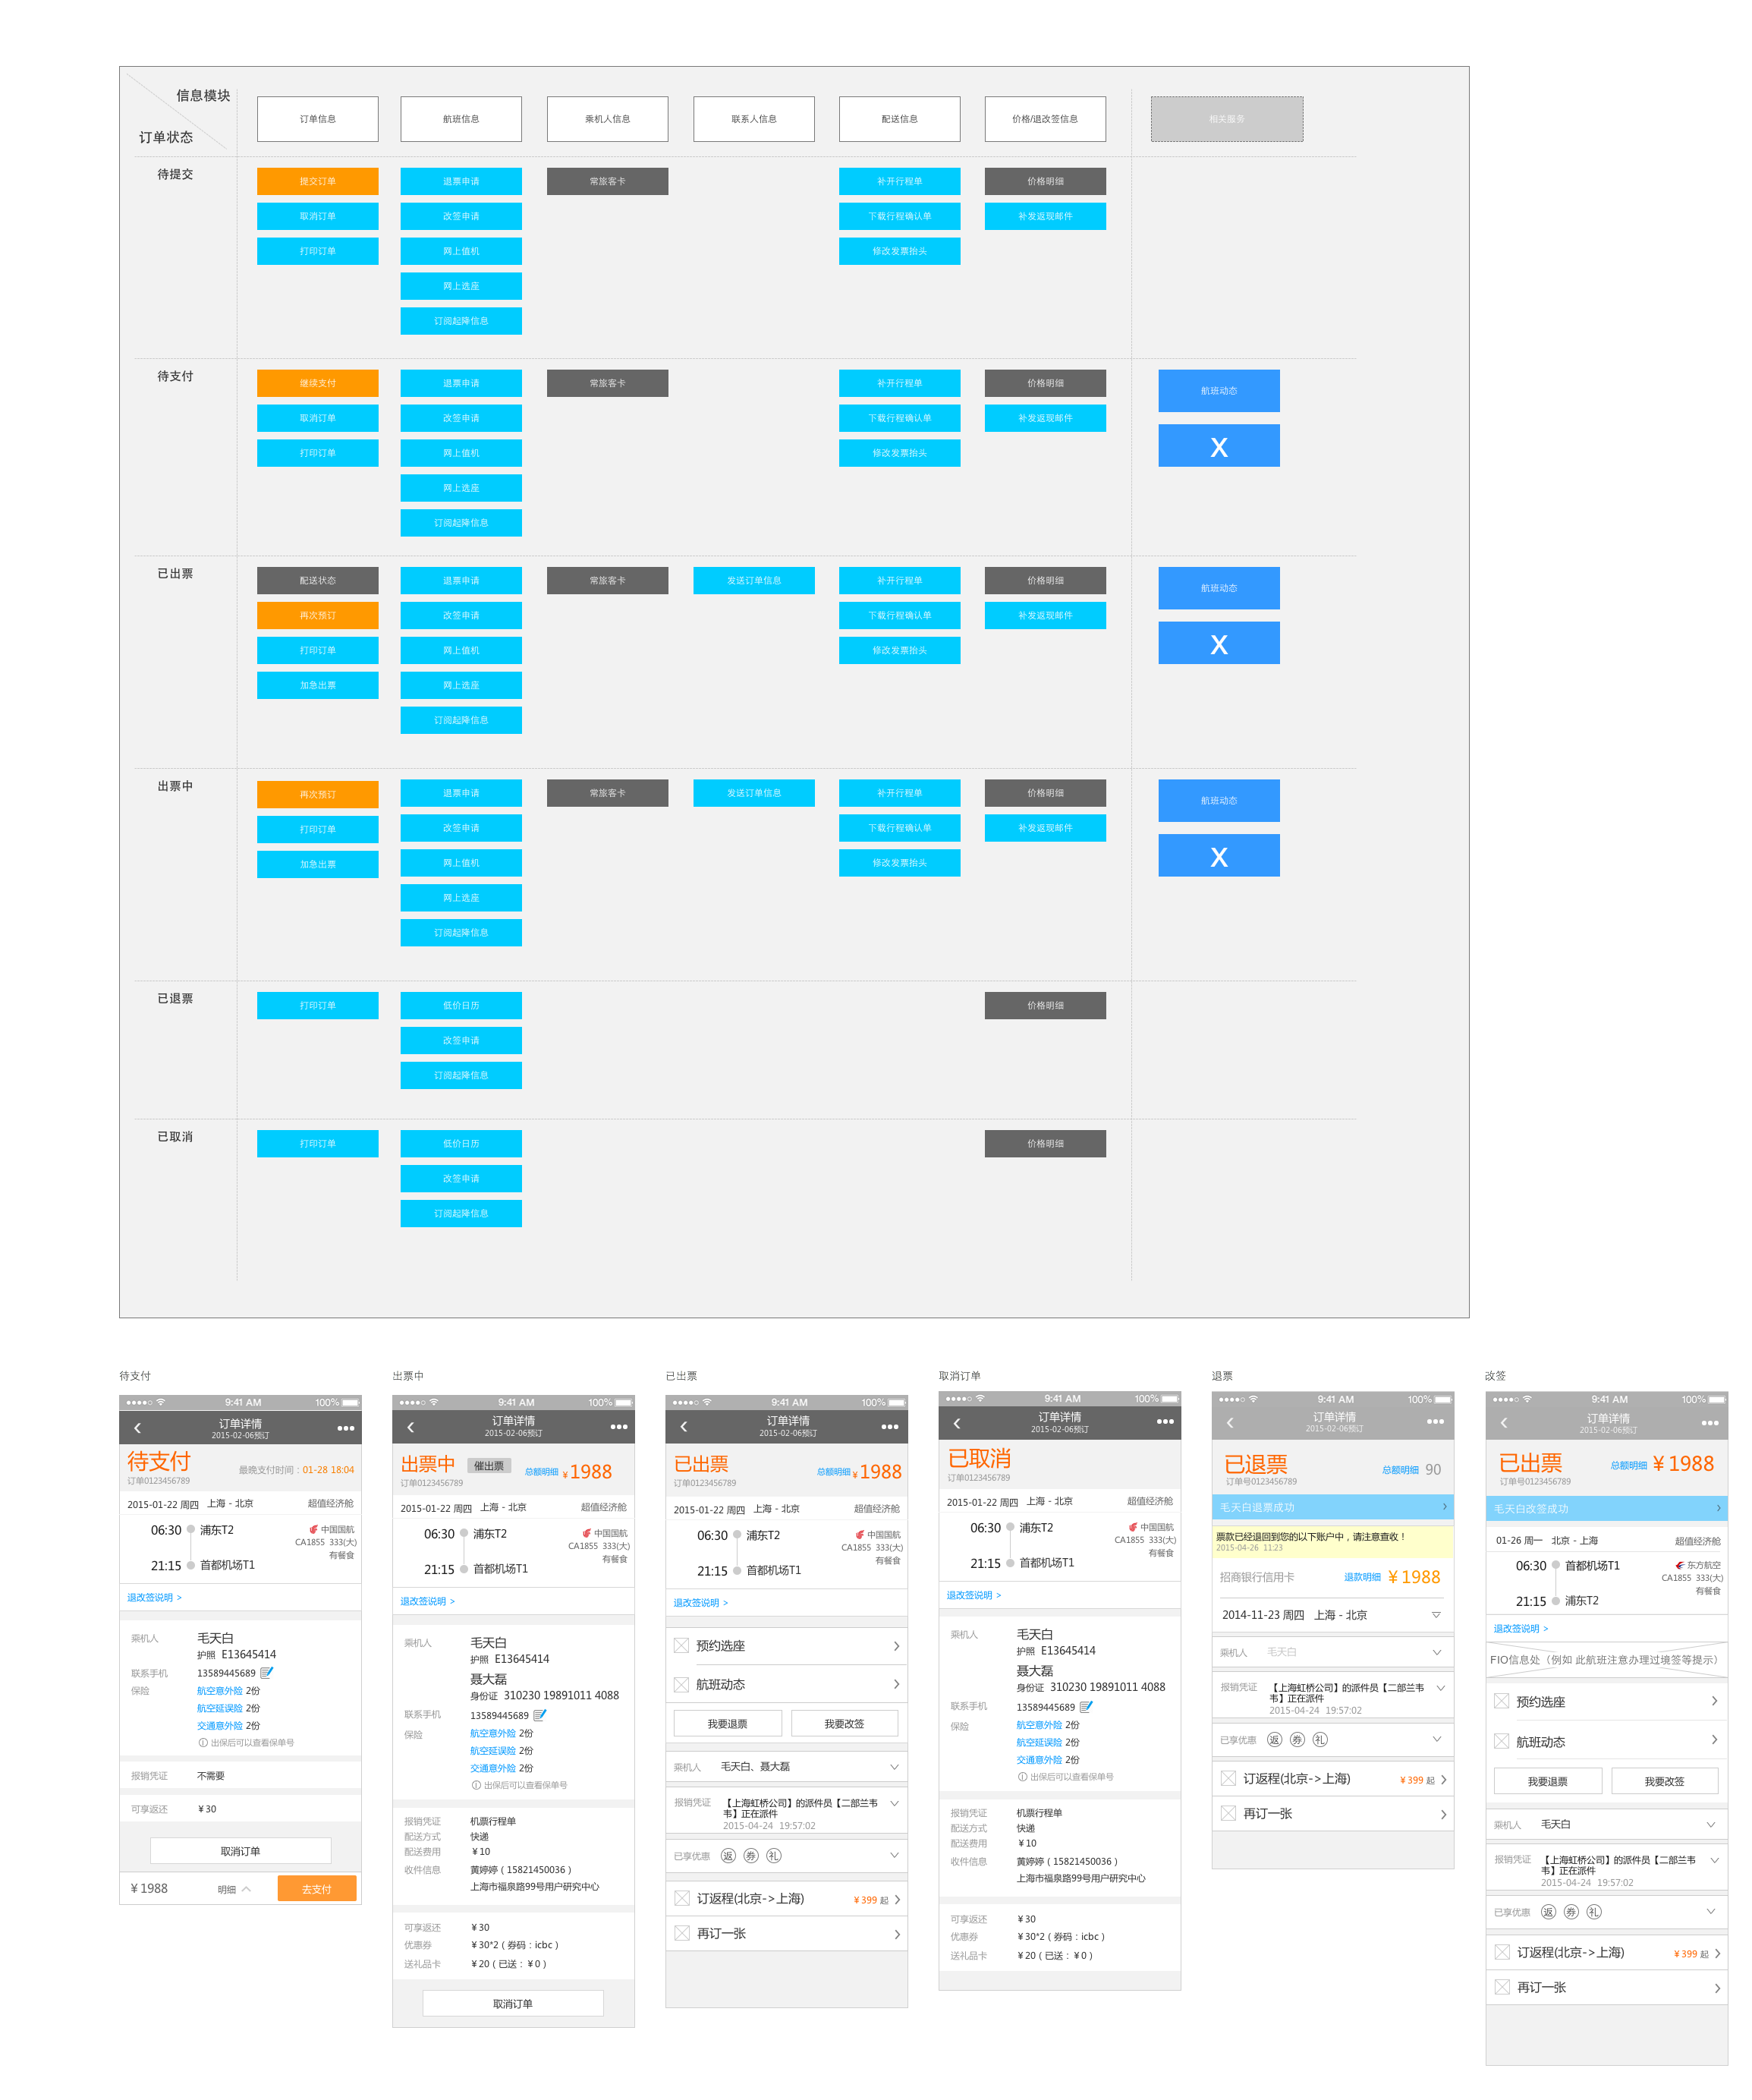 信息模块
订单状态
订单信息 航班信息 乘机人信息 联系人信息 配送信息 价格/退改签信息 相关服务
待提交
提交订单 退票申请 常旅客卡 补开行程单 价格明细
取消订单 改签申请 下载行程确认单 补发返现邮件
打印订单 网上值机 修改发票抬头
网上选座
订阅起降信息
待支付
继续支付 退票申请 常旅客卡 补开行程单 价格明细 航班动态
取消订单 改签申请 下载行程确认单 补发返现邮件
打印订单 网上值机 修改发票抬头 X
网上选座
订阅起降信息
已出票
配送状态 退票申请 常旅客卡 发送订单信息 补开行程单 价格明细 航班动态
再次预订 改签申请 下载行程确认单 补发返现邮件
打印订单 网上值机 修改发票抬头 X
加急出票 网上选座
订阅起降信息
出票中
再次预订 退票申请 常旅客卡 发送订单信息 补开行程单 价格明细 航班动态
打印订单 改签申请 下载行程确认单 补发返现邮件
加急出票 网上值机 修改发票抬头 X
网上选座
订阅起降信息
已退票
打印订单 低价日历 价格明细
改签申请
订阅起降信息
已取消
打印订单 低价日历 价格明细
改签申请
订阅起降信息
待支付
9:41 AM 100%
订单详情
2015-02-06预订
待支付
订单0123456789
最晚支付时间：01-28 18:04
2015-01-22 周四 上海 - 北京 超值经济舱
06:30 浦东T2 中国国航
CA1855 333(大)
有餐食
21:15 首都机场T1
退改签说明 >
乘机人 毛天白
护照 E13645414
联系手机 13589445689
保险 航空意外险 2份
航空延误险 2份
交通意外险 2份
出保后可以查看保单号
报销凭证 不需要
可享返还 ￥30
取消订单
￥1988 明细 去支付
出票中
9:41 AM 100%
订单详情
2015-02-06预订
出票中 催出票 总额明细 ￥1988
订单0123456789
2015-01-22 周四 上海 - 北京 超值经济舱
06:30 浦东T2 中国国航
CA1855 333(大)
有餐食
21:15 首都机场T1
退改签说明 >
乘机人 毛天白
护照 E13645414
聂大磊
身份证 310230 19891011 4088
联系手机 13589445689
保险 航空意外险 2份
航空延误险 2份
交通意外险 2份
出保后可以查看保单号
报销凭证 机票行程单
配送方式 快递
配送费用 ￥10
收件信息 黄婷婷（15821450036）
上海市福泉路99号用户研究中心
可享返还 ￥30
优惠券 ￥30*2（券码：icbc）
送礼品卡 ￥20（已送：￥0）
取消订单
已出票
9:41 AM 100%
订单详情
2015-02-06预订
已出票 总额明细 ￥1988
订单0123456789
2015-01-22 周四 上海 - 北京 超值经济舱
06:30 浦东T2 中国国航
CA1855 333(大)
有餐食
21:15 首都机场T1
退改签说明 >
预约选座
航班动态
我要退票 我要改签
乘机人 毛天白、聂大磊
报销凭证 【上海虹桥公司】的派件员【二部兰韦
韦】正在派件
2015-04-24 19:57:02
已享优惠 返 券 礼
订返程(北京->上海) ￥399 起
再订一张
取消订单
9:41 AM 100%
订单详情
2015-02-06预订
已取消
订单0123456789
2015-01-22 周四 上海 - 北京 超值经济舱
06:30 浦东T2 中国国航
CA1855 333(大)
有餐食
21:15 首都机场T1
退改签说明 >
乘机人 毛天白
护照 E13645414
聂大磊
身份证 310230 19891011 4088
联系手机 13589445689
保险 航空意外险 2份
航空延误险 2份
交通意外险 2份
出保后可以查看保单号
报销凭证 机票行程单
配送方式 快递
配送费用 ￥10
收件信息 黄婷婷（15821450036）
上海市福泉路99号用户研究中心
可享返还 ￥30
优惠券 ￥30*2（券码：icbc）
送礼品卡 ￥20（已送：￥0）
退票
9:41 AM 100%
订单详情
2015-02-06预订
已退票 总额明细 90
订单号0123456789
毛天白退票成功
票款已经退回到您的以下账户中，请注意查收！
2015-04-26 11:23
招商银行信用卡 退款明细 ￥1988
2014-11-23 周四 上海 - 北京
乘机人 毛天白
报销凭证 【上海虹桥公司】的派件员【二部兰韦
韦】正在派件
2015-04-24 19:57:02
已享优惠 返 券 礼
订返程(北京->上海) ￥399 起
再订一张
改签
9:41 AM 100%
订单详情
2015-02-06预订
已出票 总额明细 ￥1988
订单号0123456789
毛天白改签成功
01-26 周一 北京 - 上海 超值经济舱
06:30 首都机场T1 东方航空
CA1855 333(大)
有餐食
21:15 浦东T2
退改签说明 >
FIO信息处（例如 此航班注意办理过境签等提示）
预约选座
航班动态
我要退票 我要改签
乘机人 毛天白
报销凭证 【上海虹桥公司】的派件员【二部兰韦
韦】正在派件
2015-04-24 19:57:02
已享优惠 返 券 礼
订返程(北京->上海) ￥399 起
再订一张